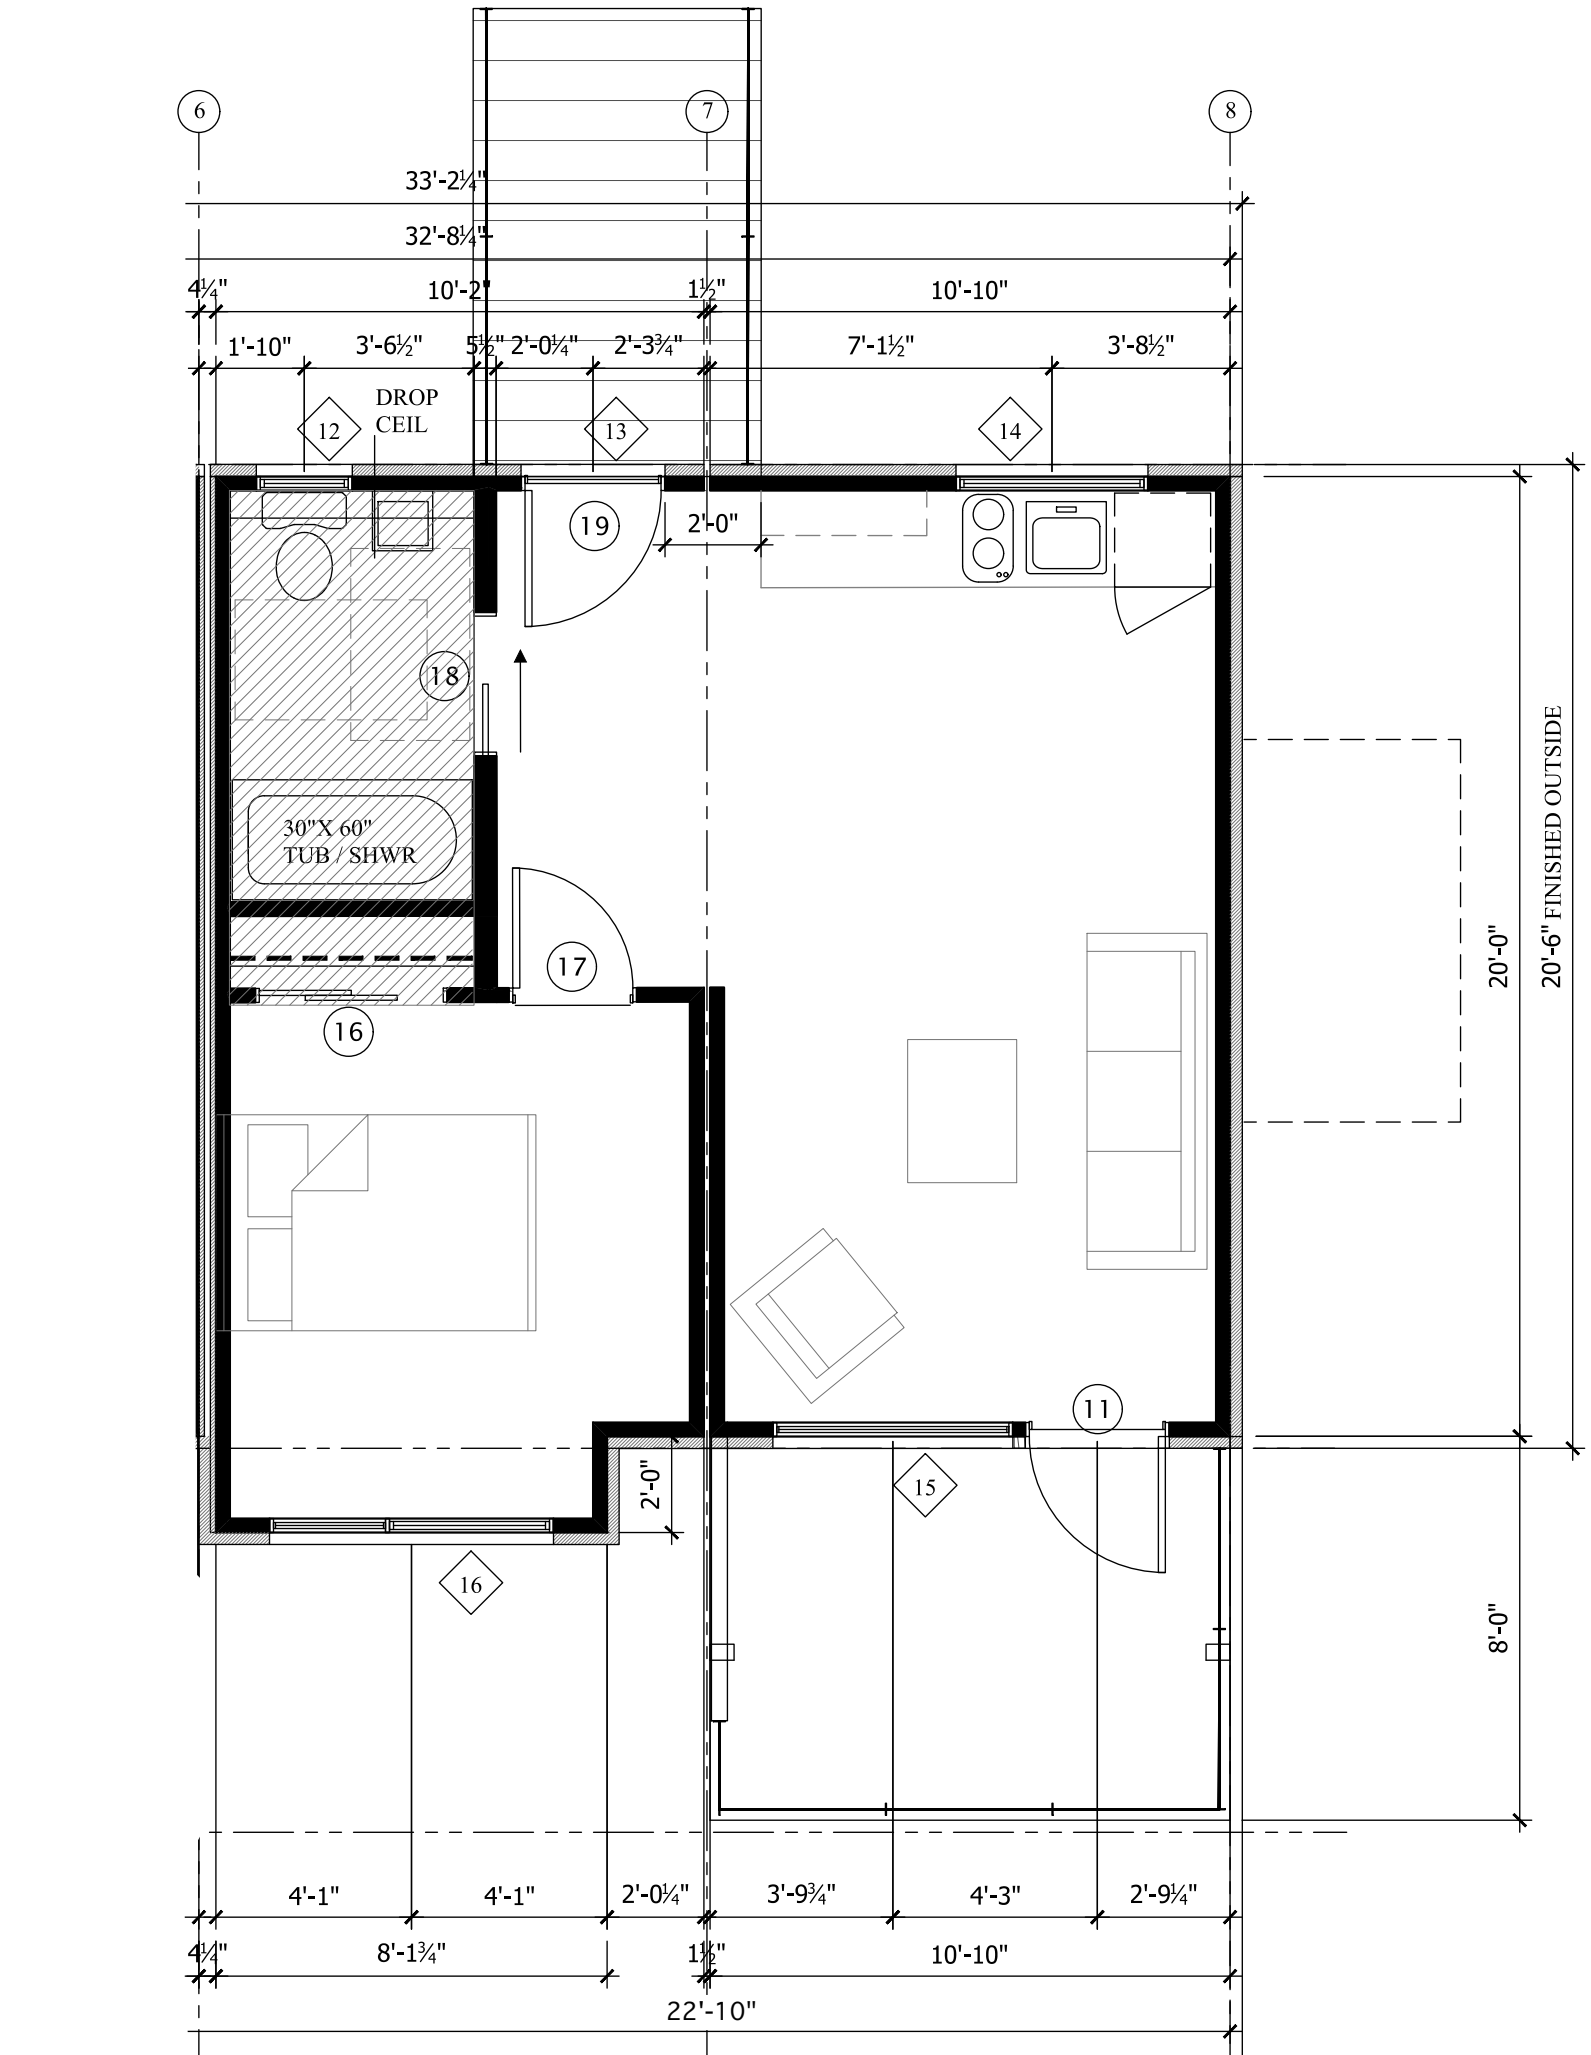 6
7
8
33'-2¼"
32'-8¼"
4¼" 10'-2" 1½" 10'-10"
1'-10" 3'-6½" 5½" 2'-0¼" 2'-3¾" 7'-1½" 3'-8½"
DROP
CEIL
12
13
14
19
2'-0"
18
30"X 60"
TUB / SHWR
17
16
20'-0"
20'-6" FINISHED OUTSIDE
11
15
2'-0"
16
8'-0"
4'-1" 4'-1" 2'-0¼" 3'-9¾" 4'-3" 2'-9¼"
4¼" 8'-1¾" 1½" 10'-10"
22'-10"